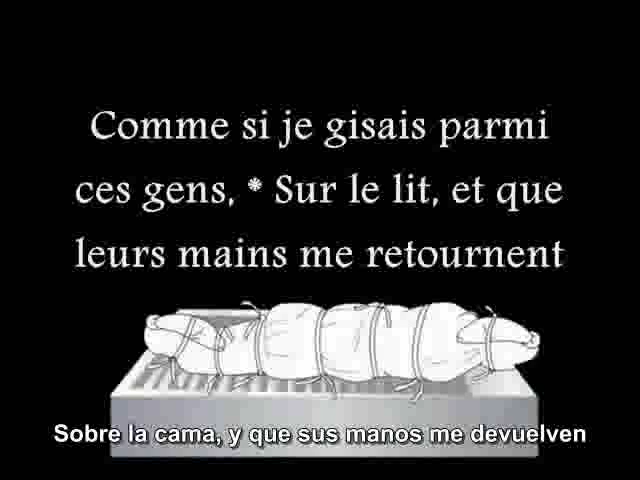 Comme si je gisais parmi
ces gens, * Sur le lit, et que
leurs mains me retournent
Sobre la cama, y que sus manos me devuelven